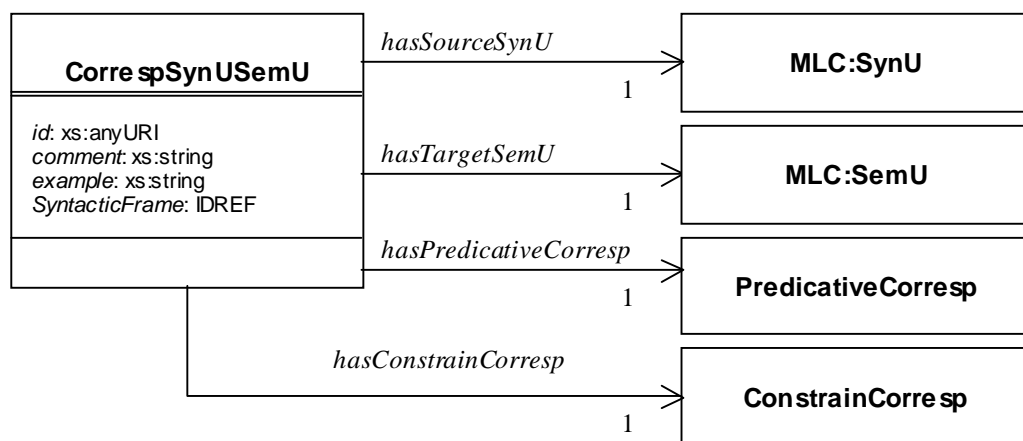 hasSourceSynU
CorrespSynUSemU
MLC:SynU
1
id: xs:anyURI
comment: xs:string
example: xs:string
SyntacticFrame: IDREF
hasTargetSemU
MLC:SemU
1
hasPredicativeCorresp
PredicativeCorresp
1
hasConstrainCorresp
ConstrainCorresp
1